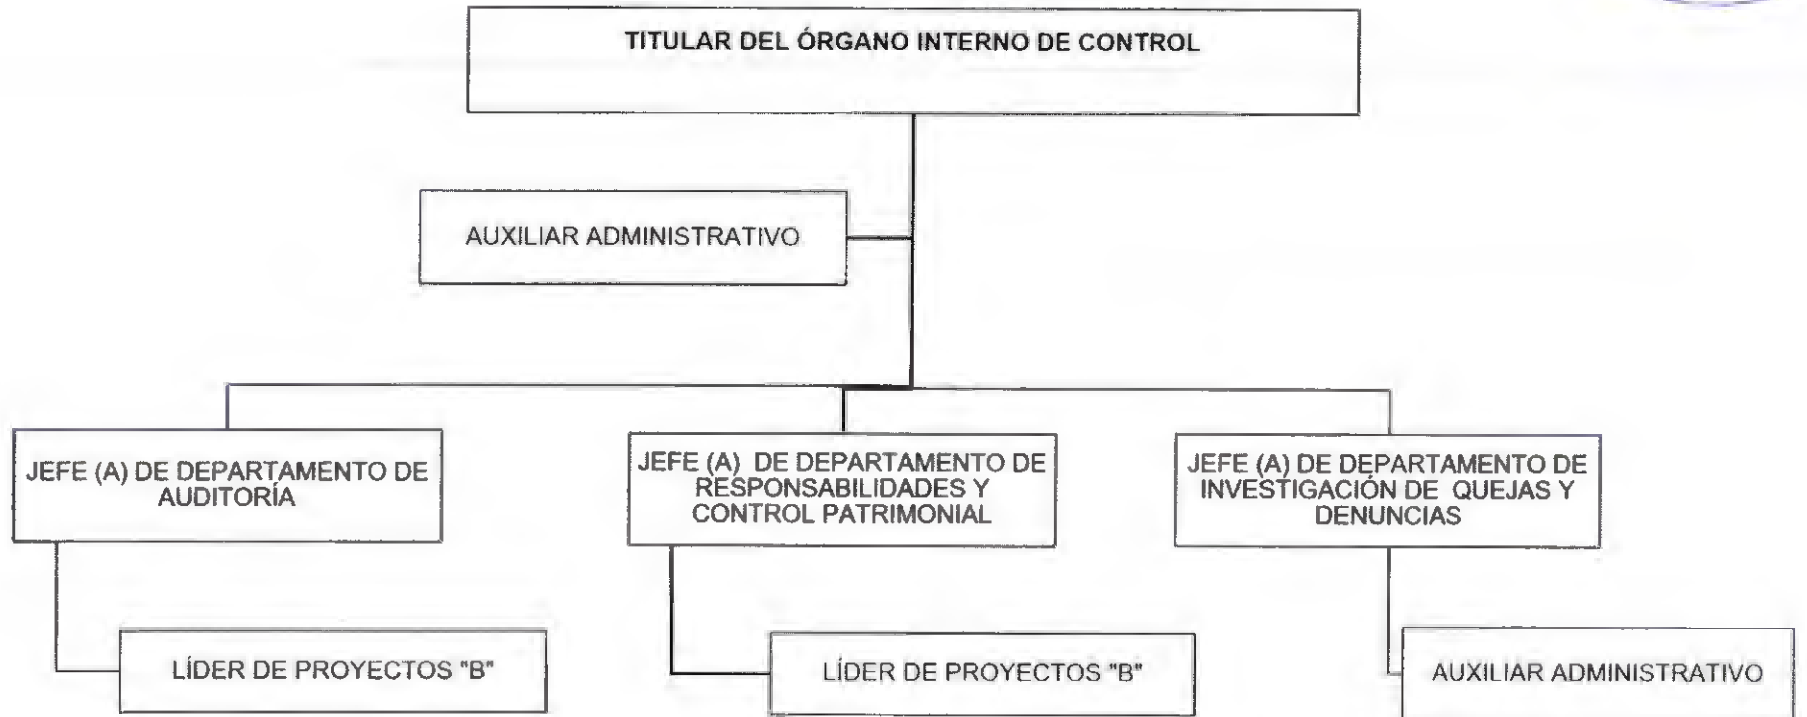 TITULAR DEL ÓRGANO INTERNO DE CONTROL
AUXILIAR ADMINISTRATIVO
JEFE (A) DE DEPARTAMENTO DE
AUDITORÍA
JEFE (A) DE DEPARTAMENTO DE
RESPONSABILIDADES Y
CONTROL PATRIMONIAL
JEFE (A) DE DEPARTAMENTO DE
INVESTIGACIÓN DE QUEJAS Y
DENUNCIAS
LÍDER DE PROYECTOS "B"
LÍDER DE PROYECTOS "B"
AUXILIAR ADMINISTRATIVO